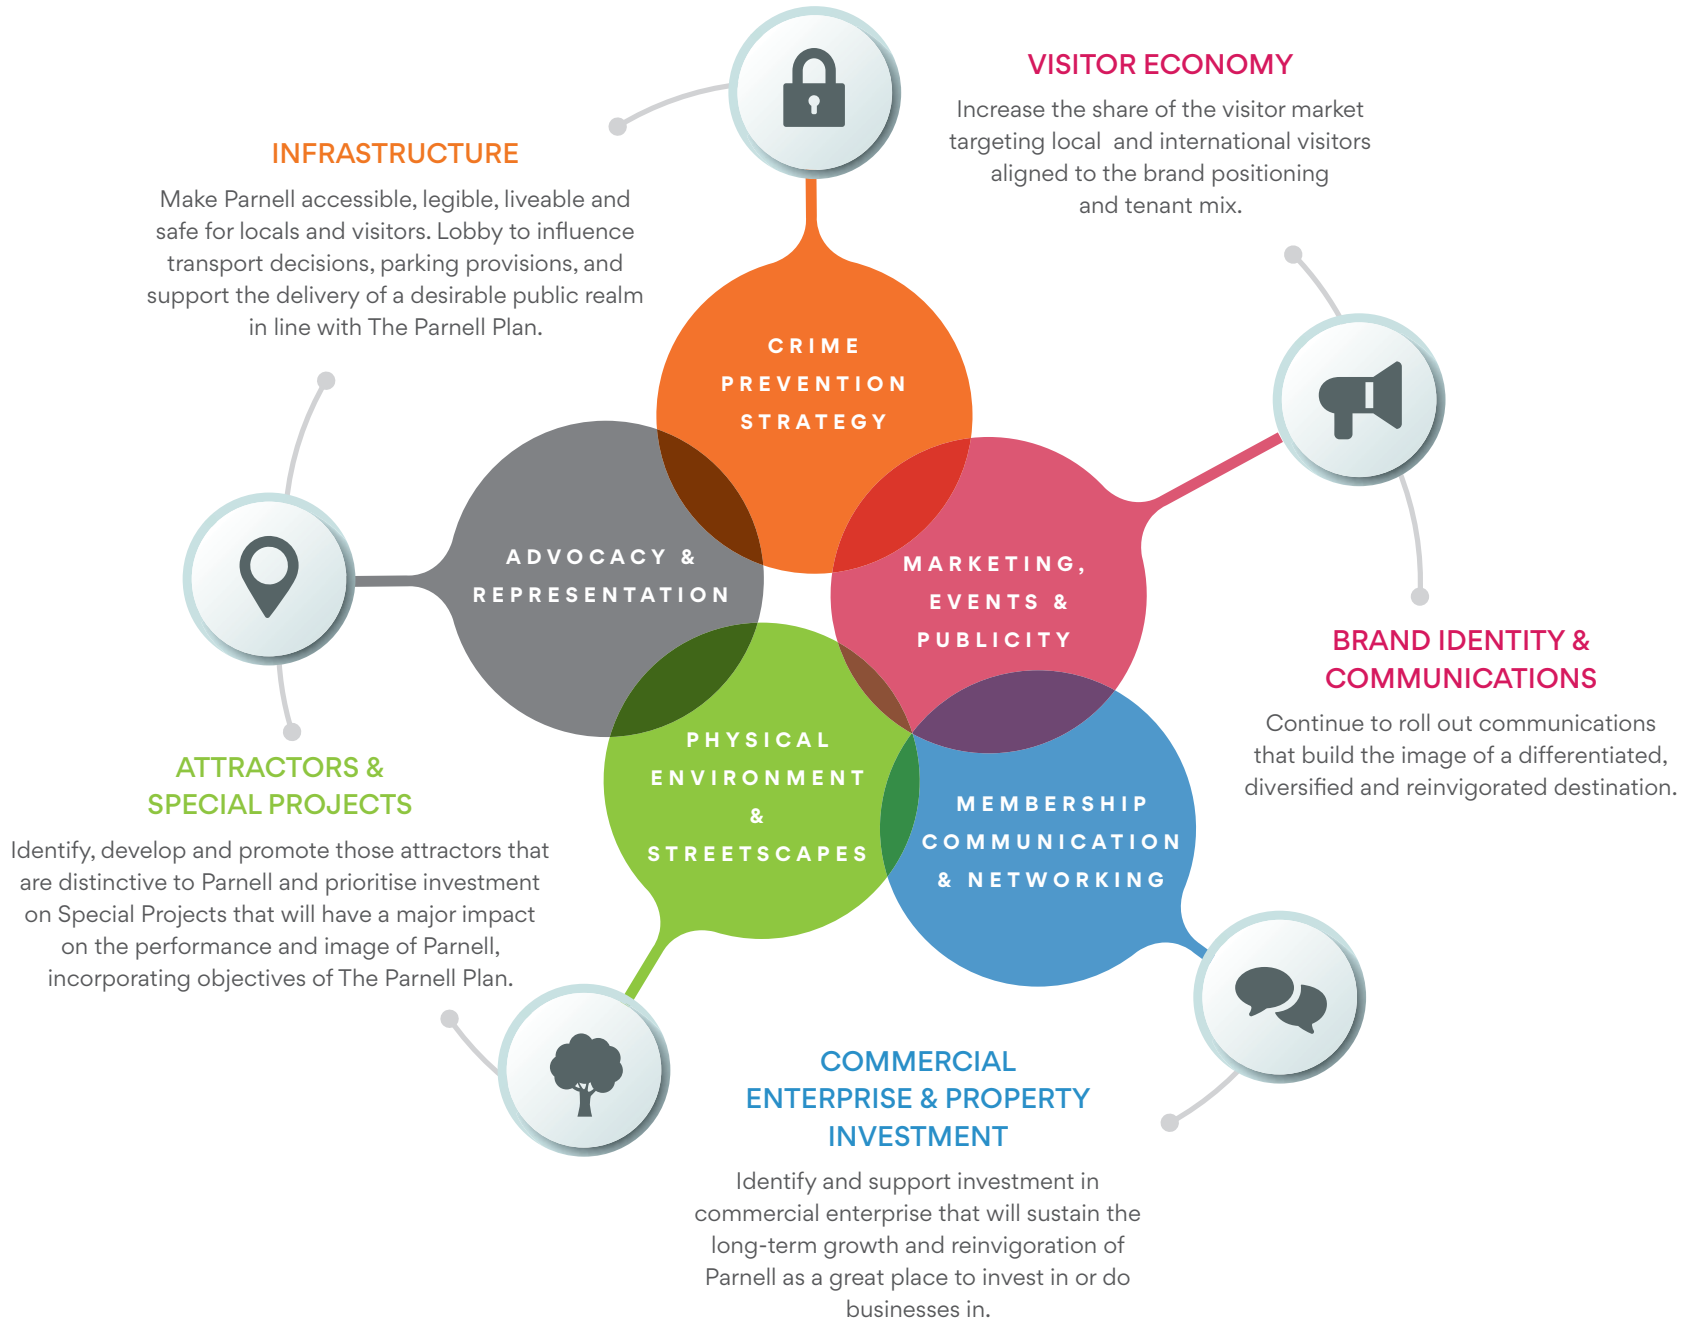 VISITOR ECONOMY
Increase the share of the visitor market
targeting local and international visitors
aligned to the brand positioning
and tenant mix.
INFRASTRUCTURE
Make Parnell accessible, legible, liveable and
safe for locals and visitors. Lobby to influence
transport decisions, parking provisions, and
support the delivery of a desirable public realm
in line with The Parnell Plan.
CRIME
PREVENTION
STRATEGY
ADVOCACY &
REPRESENTATION
MARKETING,
EVENTS &
PUBLICITY
BRAND IDENTITY &
COMMUNICATIONS
Continue to roll out communications
that build the image of a differentiated,
diversified and reinvigorated destination.
PHYSICAL
ENVIRONMENT
&
STREETSCAPES
MEMBERSHIP
COMMUNICATION
& NETWORKING
ATTRACTORS &
SPECIAL PROJECTS
Identify, develop and promote those attractors that
are distinctive to Parnell and prioritise investment
on Special Projects that will have a major impact
on the performance and image of Parnell,
incorporating objectives of The Parnell Plan.
COMMERCIAL
ENTERPRISE & PROPERTY
INVESTMENT
Identify and support investment in
commercial enterprise that will sustain the
long-term growth and reinvigoration of
Parnell as a great place to invest in or do
businesses in.